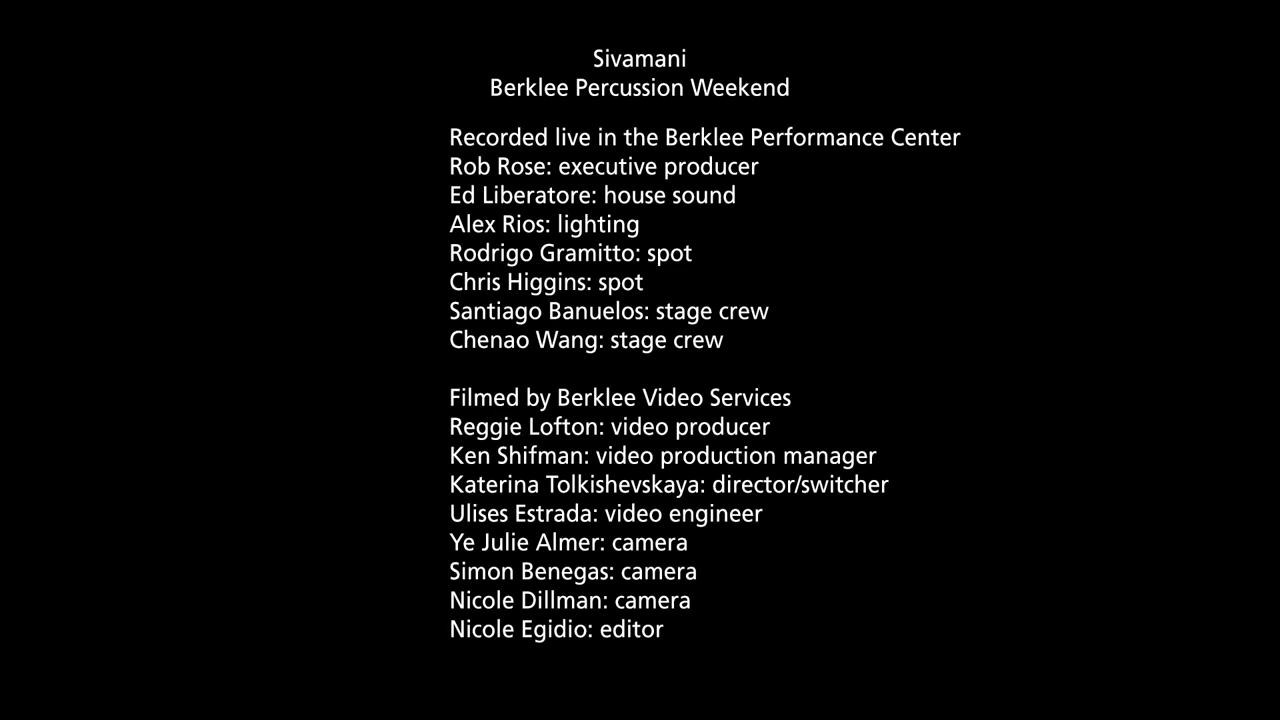 Sivamani
Berklee Percussion Weekend
Recorded live in the Berklee Performance Center
Rob Rose: executive producer
Ed Liberatore: house sound
Alex Rios: lighting
Rodrigo Gramitto: spot
Chris Higgins: spot
Santiago Banuelos: stage crew
Chenao Wang: stage crew
Filmed by Berklee Video Services
Reggie Lofton: video producer
Ken Shifman: video production manager
Katerina Tolkishevskaya: director/switcher
Ulises Estrada: video engineer
Ye Julie Almer: camera
Simon Benegas: camera
Nicole Dillman: camera
Nicole Egidio: editor